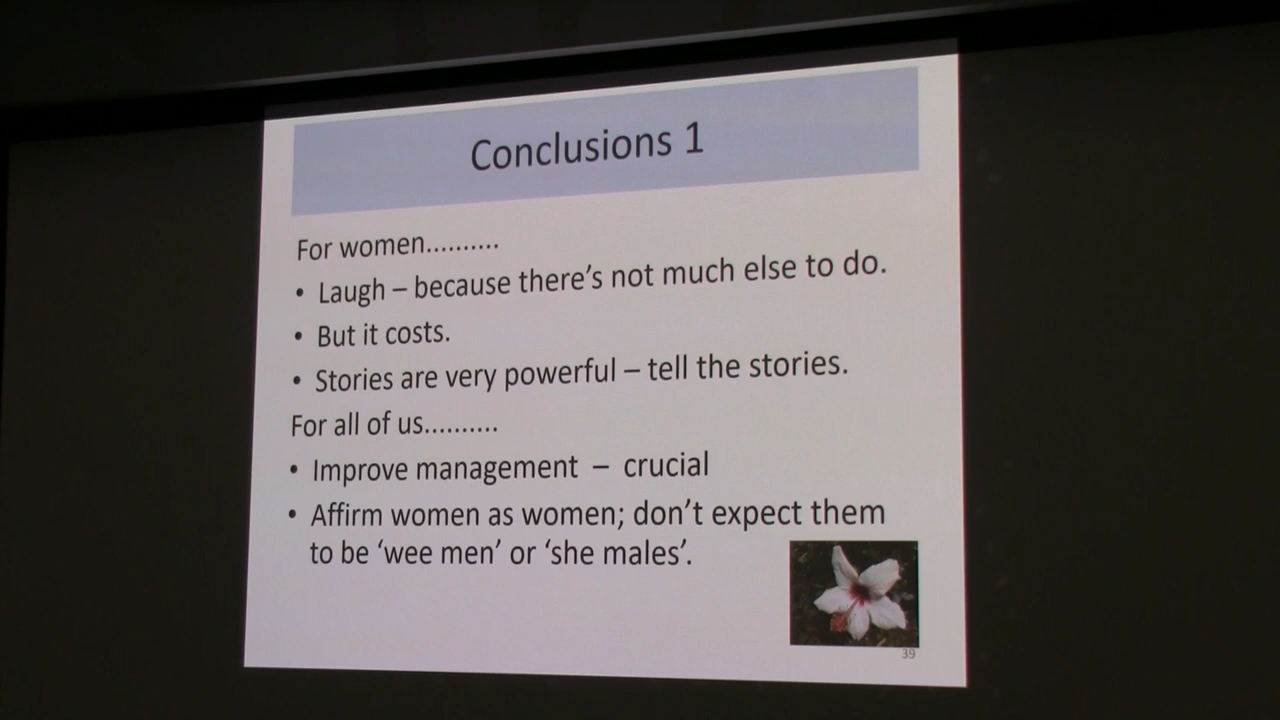 Conclusions 1
For women..........
• Laugh – because there's not much else to do.
• But it costs.
• Stories are very powerful – tell the stories.
For all of us..........
• Improve management – crucial
• Affirm women as women; don't expect them
to be 'wee men' or 'she males'.
39